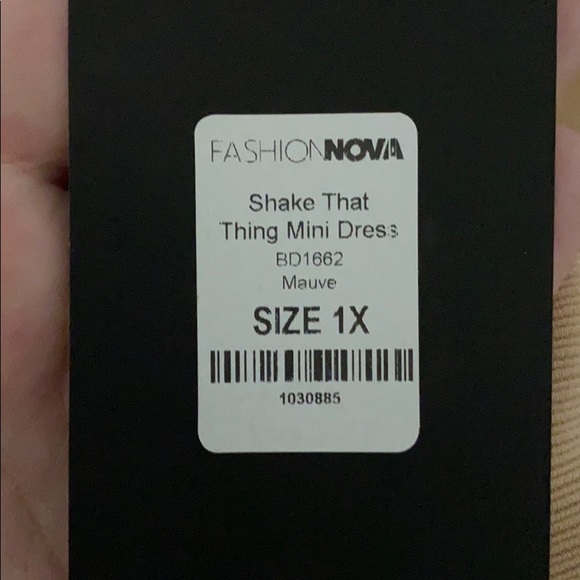 FASHIONNOVA
Shake That
Thing Mini Dress
BD1662
Mauve
SIZE 1X
1030885